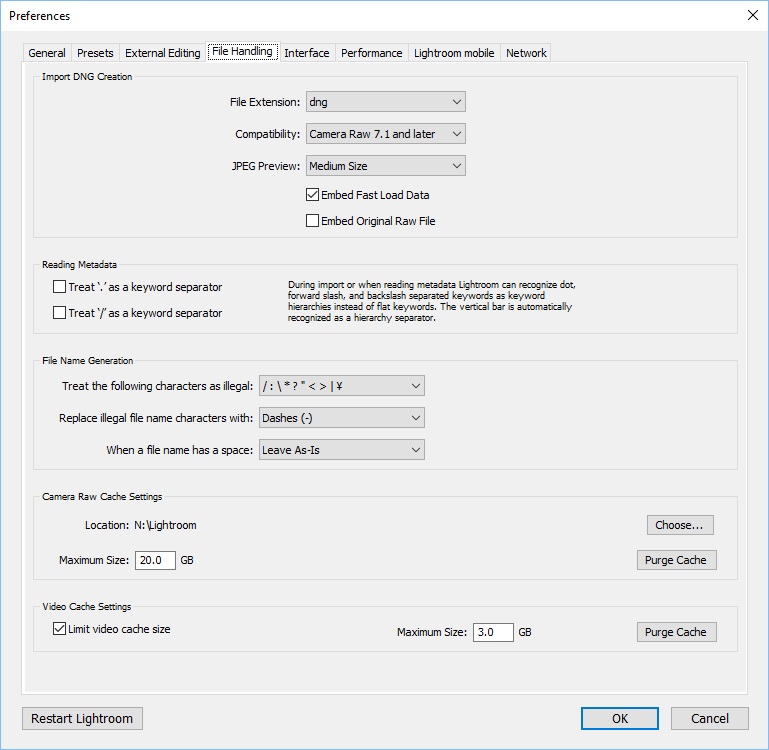 Preferences
General Presets External Editing File Handling Interface Performance Lightroom mobile Network
Import DNG Creation
File Extension: dng
Compatibility: Camera Raw 7.1 and later
JPEG Preview: Medium Size
Embed Fast Load Data
Embed Original Raw File
Reading Metadata
Treat '.' as a keyword separator
Treat '/' as a keyword separator
During import or when reading metadata Lightroom can recognize dot,
forward slash, and backslash separated keywords as keyword
hierarchies instead of flat keywords. The vertical bar is automatically
recognized as a hierarchy separator.
File Name Generation
Treat the following characters as illegal: / : \ * ? " < > | ¥
Replace illegal file name characters with: Dashes (-)
When a file name has a space: Leave As-Is
Camera Raw Cache Settings
Location: N:\Lightroom Choose...
Maximum Size: 20.0 GB Purge Cache
Video Cache Settings
Limit video cache size Maximum Size: 3.0 GB Purge Cache
Restart Lightroom OK Cancel